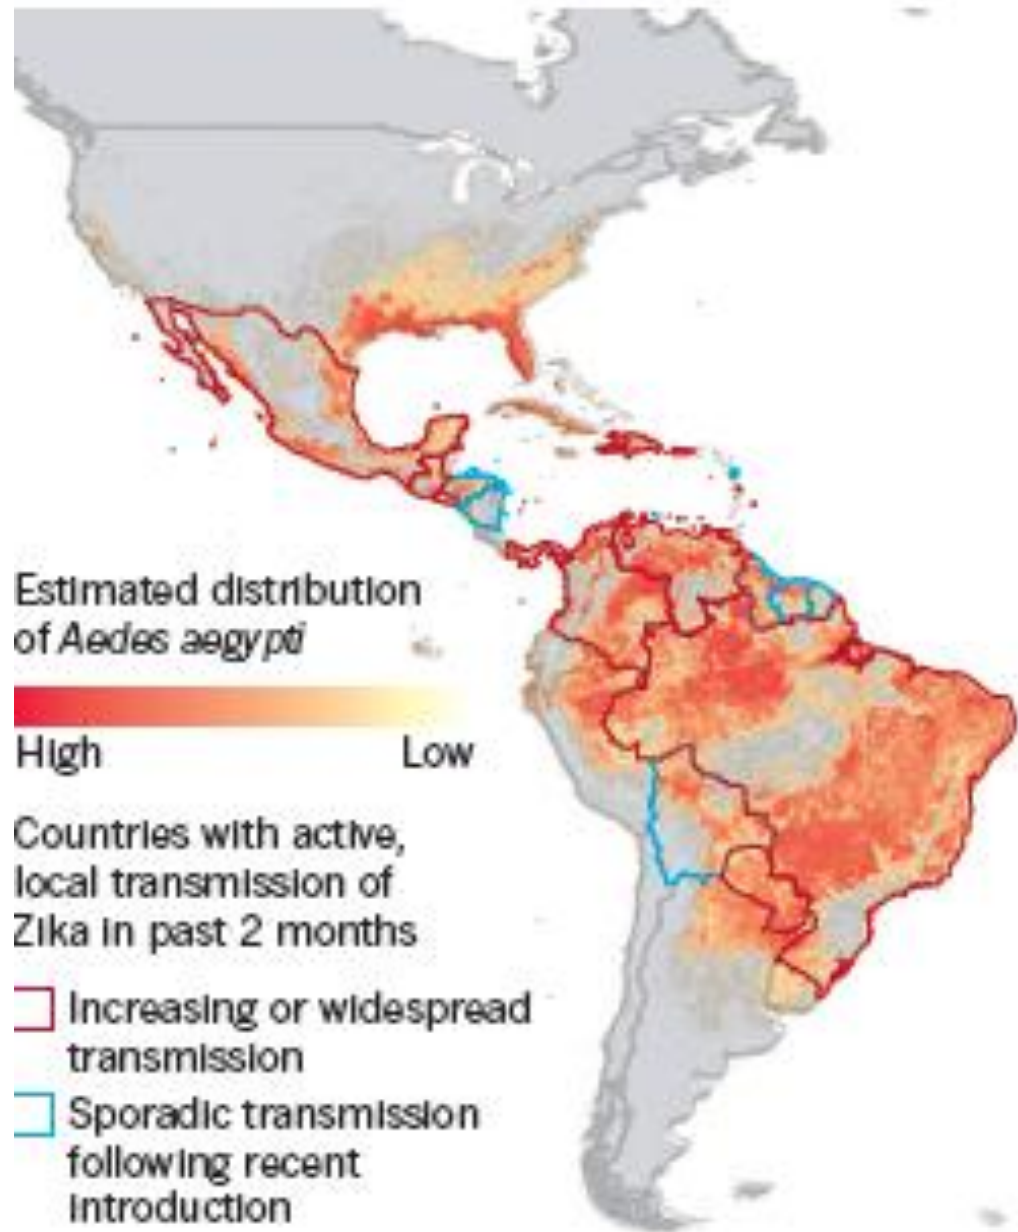 Estimated distribution
of Aedes aegypti
High Low
Countries with active,
local transmission of
Zika in past 2 months
Increasing or widespread
transmission
Sporadic transmission
following recent
introduction